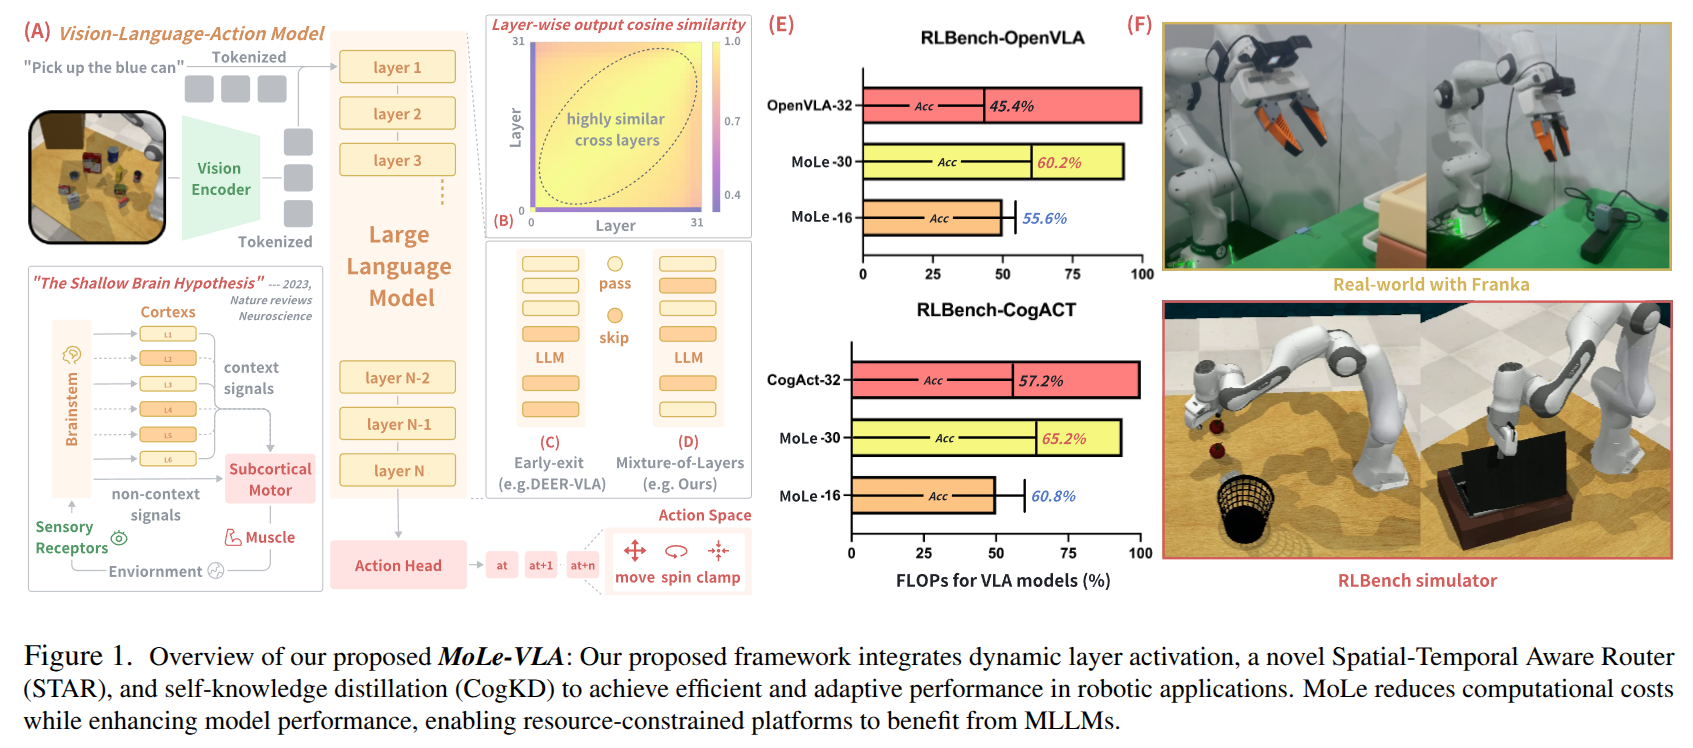 (A) Vision-Language-Action Model
"Pick up the blue can"
Tokenized
Vision
Encoder
Tokenized
layer 1
layer 2
layer 3
Large
Language
Model
layer N-2
layer N-1
layer N
Action Head
at
at+1
at+n
Action Space
move spin clamp
"The Shallow Brain Hypothesis" --- 2023,
Nature reviews
Neuroscience
Cortexs
Brainstem
L1
L2
L3
L4
L5
L6
context
signals
Subcortical
Motor
non-context
signals
Sensory
Receptors
Muscle
Enviornment
Layer-wise output cosine similarity
31
Layer
0
highly similar
cross layers
1.0
0.7
0.4
(B)
0
Layer
31
pass
skip
LLM
LLM
(C)
Early-exit
(e.g.DEER-VLA)
(D)
Mixture-of-Layers
(e.g. Ours)
(E)
RLBench-OpenVLA
OpenVLA-32
Acc
45.4%
MoLe-30
Acc
60.2%
MoLe-16
Acc
55.6%
0
25
50
75
100
RLBench-CogACT
CogAct-32
Acc
57.2%
MoLe-30
Acc
65.2%
MoLe-16
Acc
60.8%
0
25
50
75
100
FLOPs for VLA models (%)
(F)
Real-world with Franka
RLBench simulator
Figure 1. Overview of our proposed MoLe-VLA: Our proposed framework integrates dynamic layer activation, a novel Spatial-Temporal Aware Router
(STAR), and self-knowledge distillation (CogKD) to achieve efficient and adaptive performance in robotic applications. MoLe reduces computational costs
while enhancing model performance, enabling resource-constrained platforms to benefit from MLLMs.